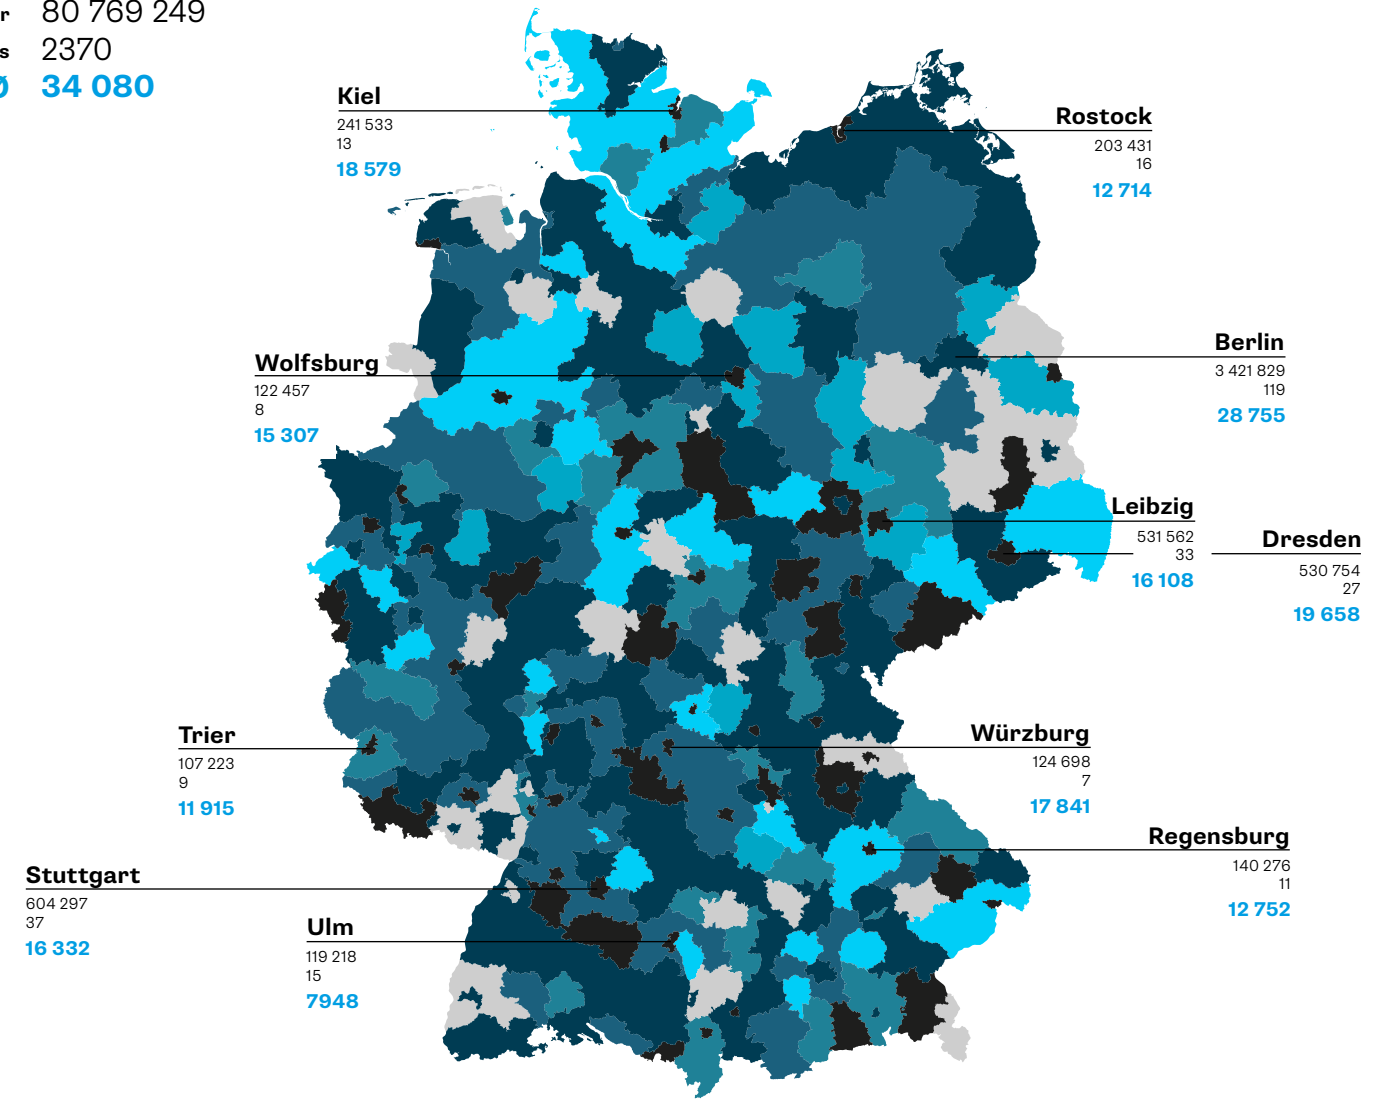 r 80 769 249
s 2370
Ø 34 080
Kiel
241 533
13
18 579
Rostock
203 431
16
12 714
Wolfsburg
122 457
8
15 307
Berlin
3 421 829
119
28 755
Leibzig
531 562
33
16 108
Dresden
530 754
27
19 658
Trier
107 223
9
11 915
Würzburg
124 698
7
17 841
Regensburg
140 276
11
12 752
Stuttgart
604 297
37
16 332
Ulm
119 218
15
7948